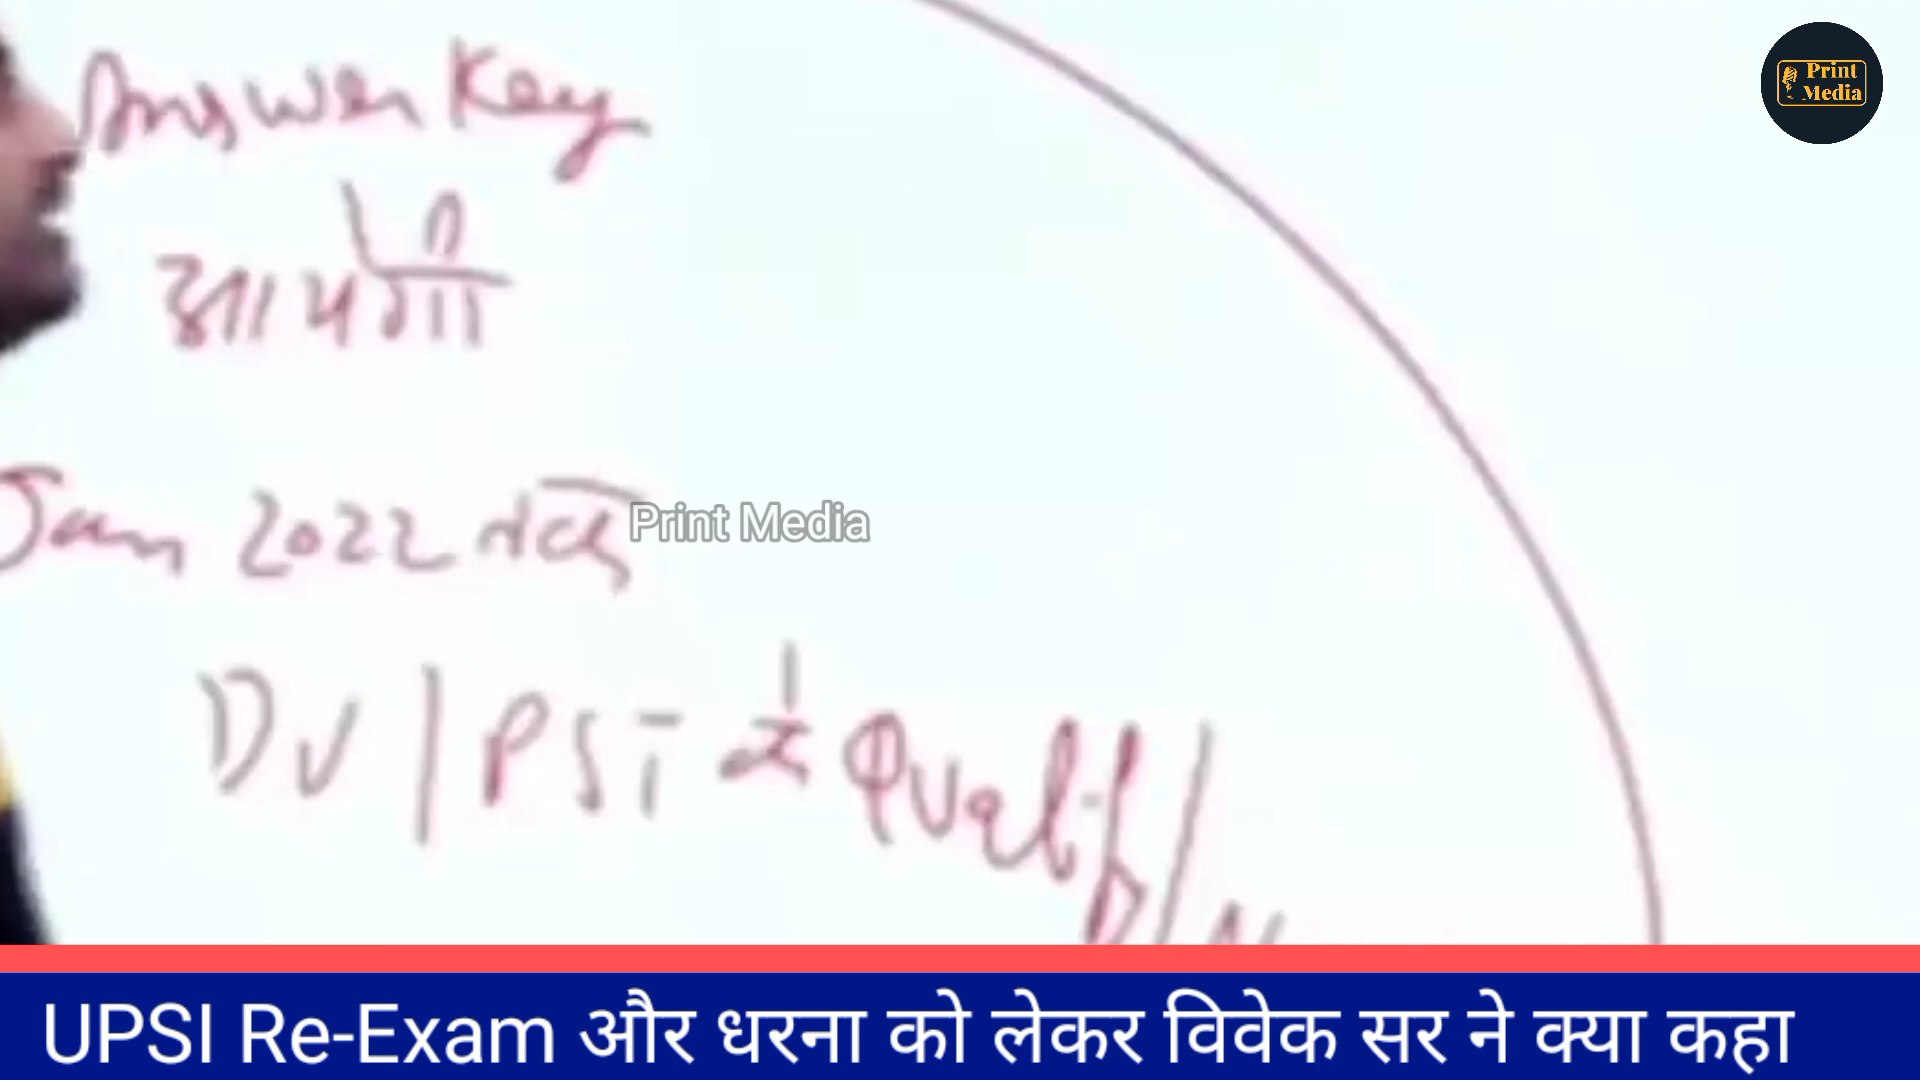 Print
Media
Answer Key
आयेगी
Jan 2022 तक
Print Media
DV / PST में Qualify /
UPSI Re-Exam और धरना को लेकर विवेक सर ने क्या कहा